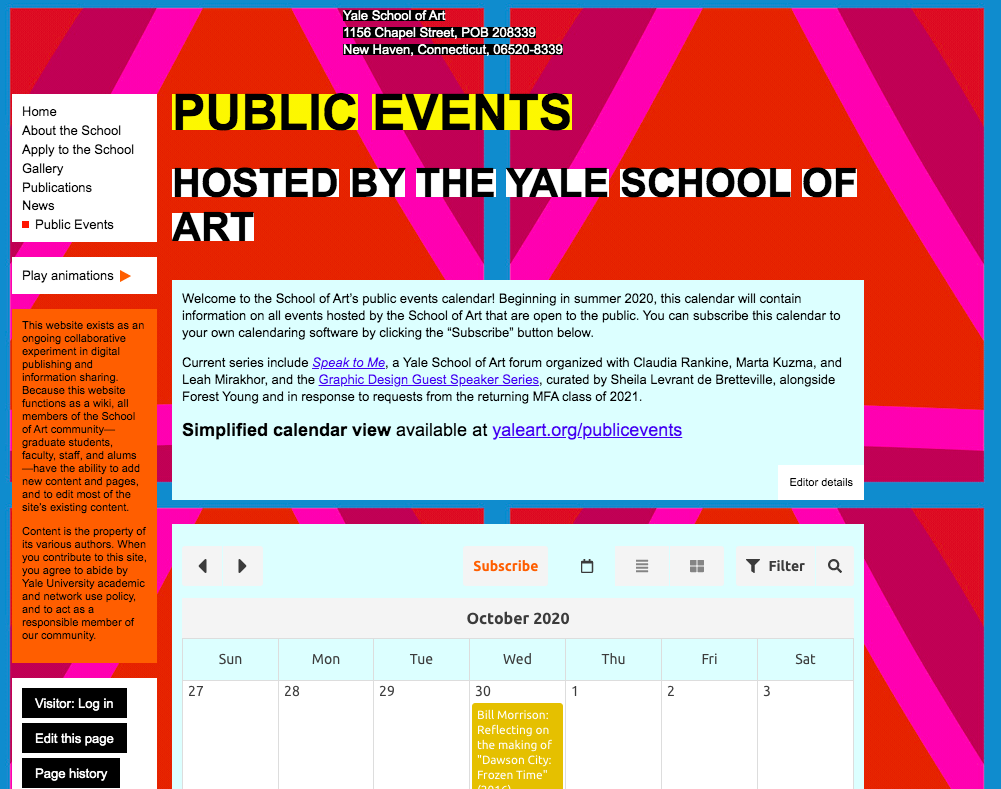 Yale School of Art
1156 Chapel Street, POB 208339
New Haven, Connecticut, 06520-8339
Home
About the School
Apply to the School
Gallery
Publications
News
Public Events
Play animations
This website exists as an
ongoing collaborative
experiment in digital
publishing and
information sharing.
Because this website
functions as a wiki, all
members of the School
of Art community—
graduate students,
faculty, staff, and alums
—have the ability to add
new content and pages,
and to edit most of the
site's existing content.
Content is the property of
its various authors. When
you contribute to this site,
you agree to abide by
Yale University academic
and network use policy,
and to act as a
responsible member of
our community.
Visitor: Log in
Edit this page
Page history
PUBLIC EVENTS
HOSTED BY THE YALE SCHOOL OF
ART
Welcome to the School of Art's public events calendar! Beginning in summer 2020, this calendar will contain
information on all events hosted by the School of Art that are open to the public. You can subscribe this calendar to
your own calendaring software by clicking the “Subscribe” button below.
Current series include Speak to Me, a Yale School of Art forum organized with Claudia Rankine, Marta Kuzma, and
Leah Mirakhor, and the Graphic Design Guest Speaker Series, curated by Sheila Levrant de Bretteville, alongside
Forest Young and in response to requests from the returning MFA class of 2021.
Simplified calendar view available at yaleart.org/publicevents
Editor details
Subscribe Filter
October 2020
Sun Mon Tue Wed Thu Fri Sat
27 28 29 30 1 2 3
Bill Morrison:
Reflecting on
the making of
"Dawson City:
Frozen Time"
(2016)